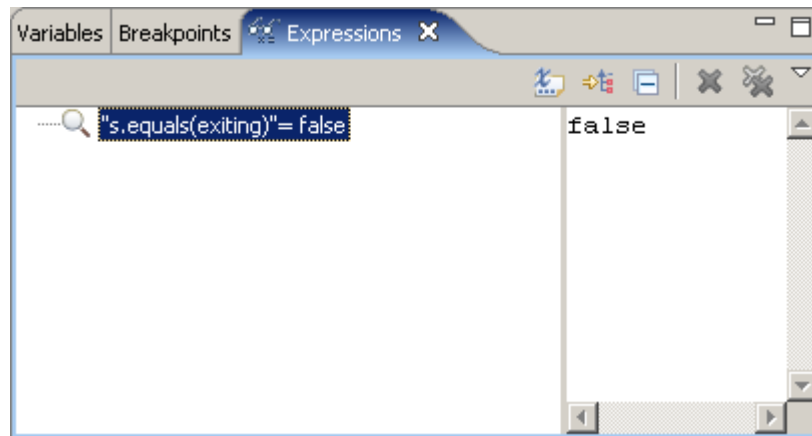 Variables Breakpoints Expressions
"s.equals(exiting)"= false
false